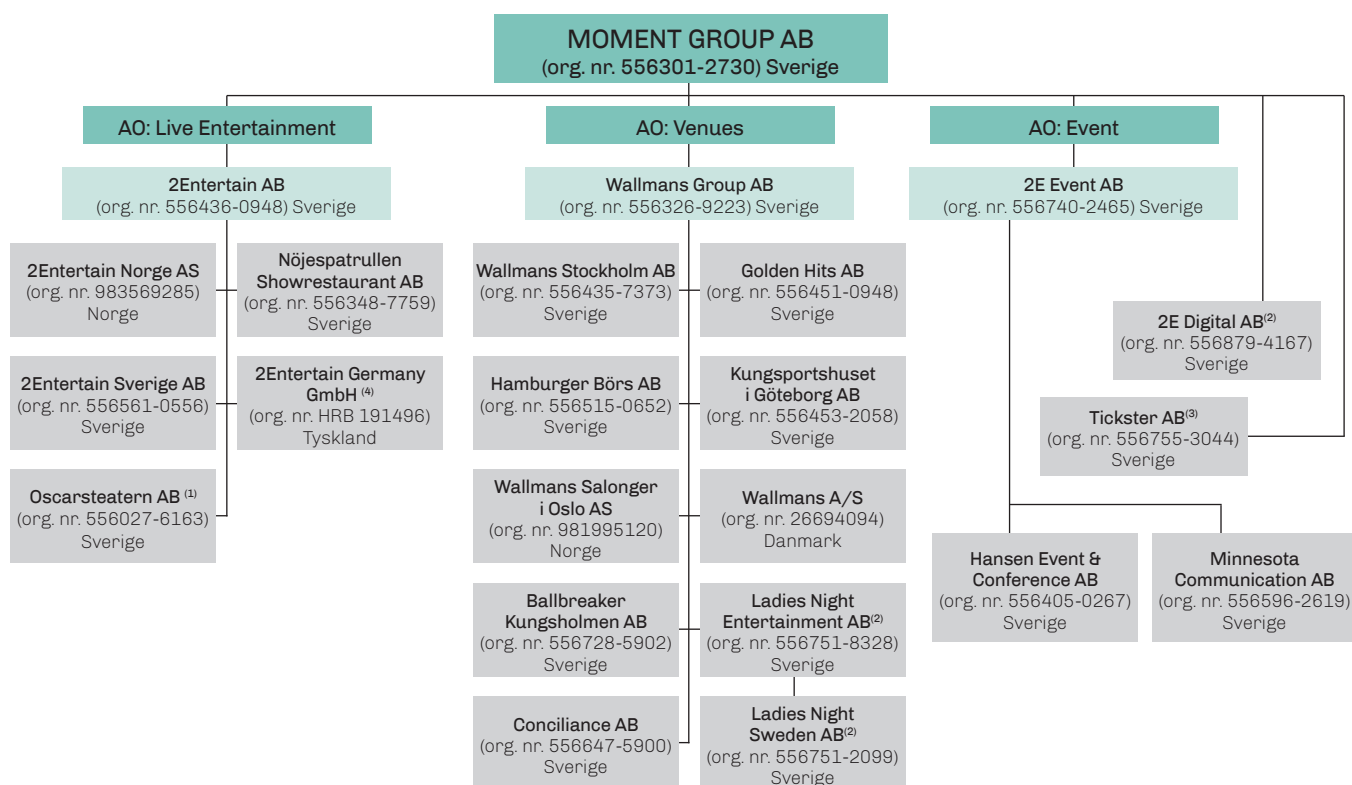 MOMENT GROUP AB
(org. nr. 556301-2730) Sverige
AO: Live Entertainment
2Entertain AB
(org. nr. 556436-0948) Sverige
2Entertain Norge AS
(org. nr. 983569285)
Norge
Nöjespatrullen
Showrestaurant AB
(org. nr. 556348-7759)
Sverige
2Entertain Sverige AB
(org. nr. 556561-0556)
Sverige
2Entertain Germany
GmbH (4)
(org. nr. HRB 191496)
Tyskland
Oscarsteatern AB (1)
(org. nr. 556027-6163)
Sverige
AO: Venues
Wallmans Group AB
(org. nr. 556326-9223) Sverige
Wallmans Stockholm AB
(org. nr. 556435-7373)
Sverige
Golden Hits AB
(org. nr. 556451-0948)
Sverige
Hamburger Börs AB
(org. nr. 556515-0652)
Sverige
Kungsportshuset
i Göteborg AB
(org. nr. 556453-2058)
Sverige
Wallmans Salonger
i Oslo AS
(org. nr. 981995120)
Norge
Wallmans A/S
(org. nr. 26694094)
Danmark
Ballbreaker
Kungsholmen AB
(org. nr. 556728-5902)
Sverige
Ladies Night
Entertainment AB(2)
(org. nr. 556751-8328)
Sverige
Conciliance AB
(org. nr. 556647-5900)
Sverige
Ladies Night
Sweden AB(2)
(org. nr. 556751-2099)
Sverige
AO: Event
2E Event AB
(org. nr. 556740-2465) Sverige
2E Digital AB(2)
(org. nr. 556879-4167)
Sverige
Tickster AB(3)
(org. nr. 556755-3044)
Sverige
Hansen Event &
Conference AB
(org. nr. 556405-0267)
Sverige
Minnesota
Communication AB
(org. nr. 556596-2619)
Sverige